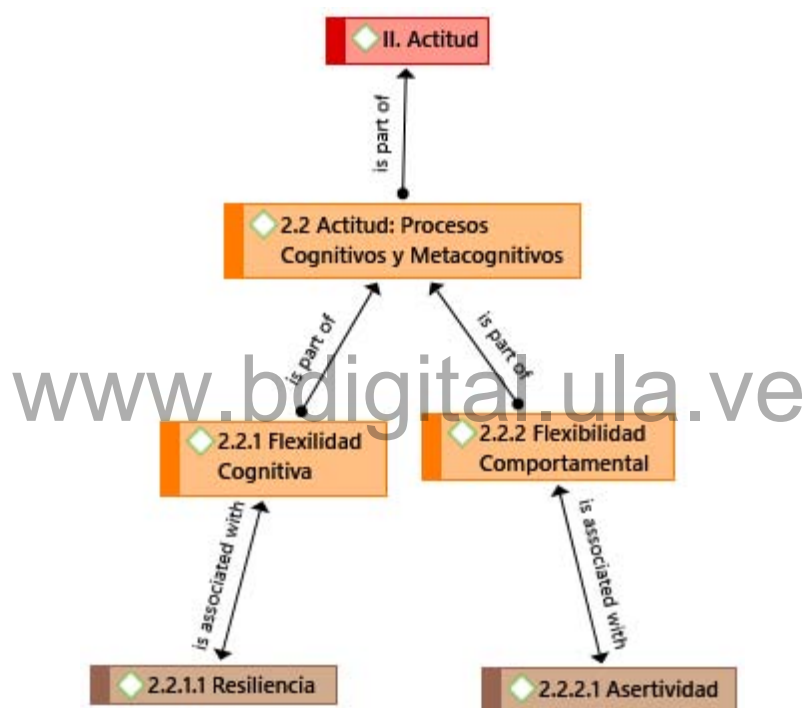 II. Actitud
is part of
2.2 Actitud: Procesos
Cognitivos y Metacognitivos
is part of
is part of
www.bdigital.ula.ve
2.2.1 Flexilidad
Cognitiva
2.2.2 Flexibilidad
Comportamental
is associated with
is associated with
2.2.1.1 Resiliencia
2.2.2.1 Asertividad